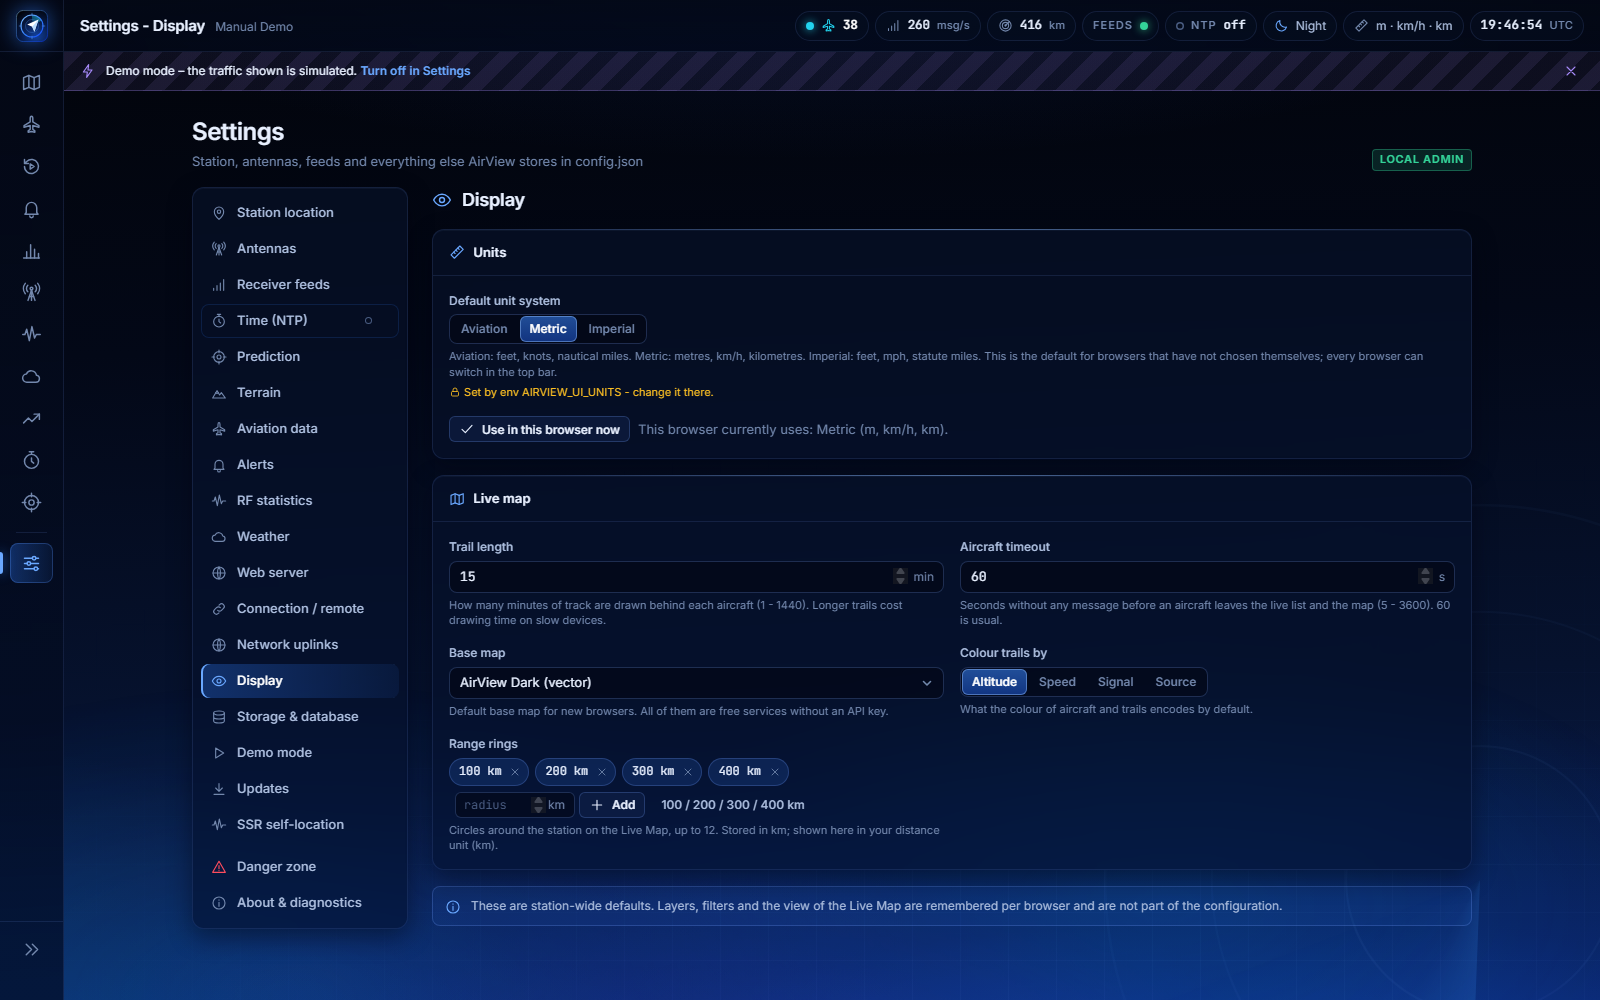 Settings - Display Manual Demo
38
260 msg/s
416 km
FEEDS
NTP off
Night
m · km/h · km
19:46:54 UTC
Demo mode – the traffic shown is simulated. Turn off in Settings
Settings
Station, antennas, feeds and everything else AirView stores in config.json
LOCAL ADMIN
Station location
Antennas
Receiver feeds
Time (NTP)
Prediction
Terrain
Aviation data
Alerts
RF statistics
Weather
Web server
Connection / remote
Network uplinks
Display
Storage & database
Demo mode
Updates
SSR self-location
Danger zone
About & diagnostics
Display
Units
Default unit system
Aviation Metric Imperial
Aviation: feet, knots, nautical miles. Metric: metres, km/h, kilometres. Imperial: feet, mph, statute miles. This is the default for browsers that have not chosen themselves; every browser can
switch in the top bar.
Set by env AIRVIEW_UI_UNITS - change it there.
Use in this browser now This browser currently uses: Metric (m, km/h, km).
Live map
Trail length
15 min
How many minutes of track are drawn behind each aircraft (1 - 1440). Longer trails cost
drawing time on slow devices.
Aircraft timeout
60 s
Seconds without any message before an aircraft leaves the live list and the map (5 - 3600). 60
is usual.
Base map
AirView Dark (vector)
Default base map for new browsers. All of them are free services without an API key.
Colour trails by
Altitude Speed Signal Source
What the colour of aircraft and trails encodes by default.
Range rings
100 km 200 km 300 km 400 km
radius km Add 100 / 200 / 300 / 400 km
Circles around the station on the Live Map, up to 12. Stored in km; shown here in your distance
unit (km).
These are station-wide defaults. Layers, filters and the view of the Live Map are remembered per browser and are not part of the configuration.